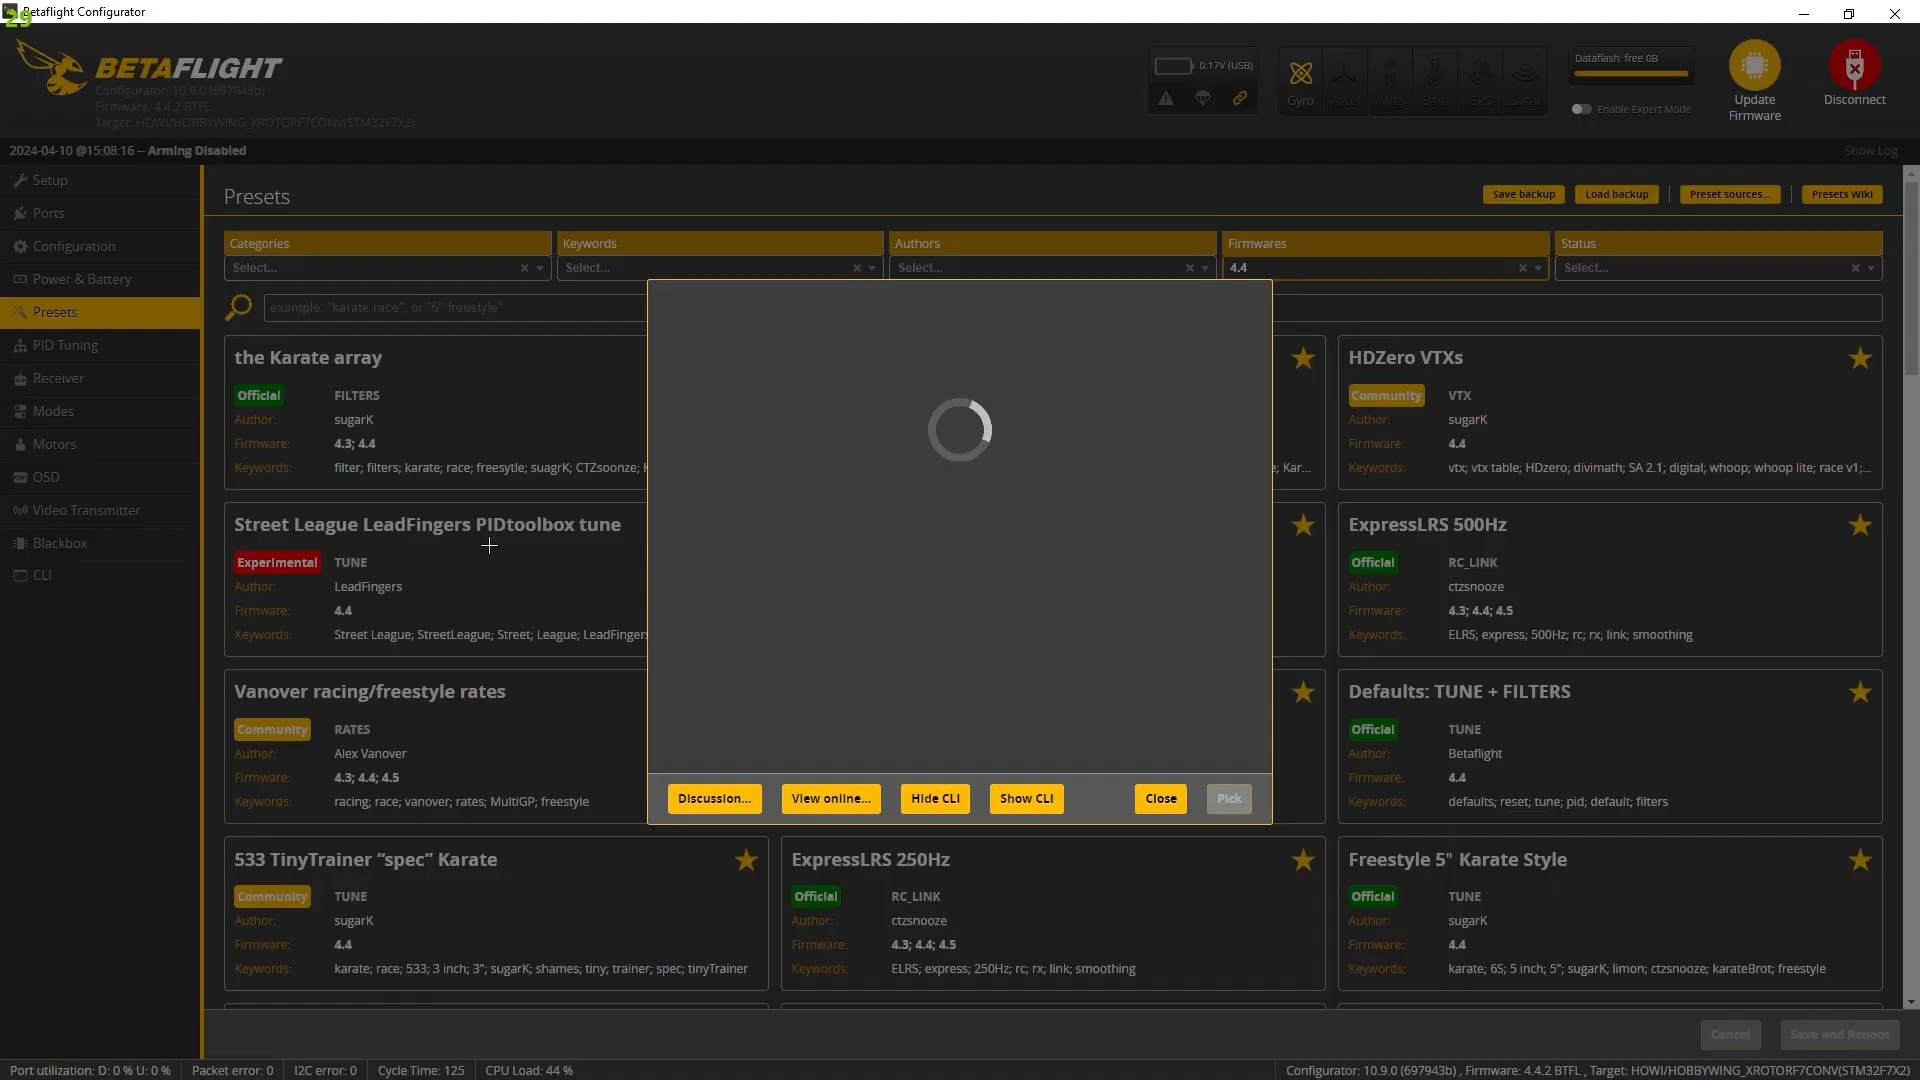 Betaflight Configurator
29
BETAFLIGHT
Configurator: 10.9.0 (697943b)
Firmware: 4.4.2 BTFL
Target: HOWI/HOBBYWING_XROTORF7CONV(STM32F7X2)
0.17V (USB)
Gyro
Accel
Mag
Baro
GPS
Sonar
Dataflash: free 0B
Enable Expert Mode
Update
Firmware
Disconnect
2024-04-10 @15:08:16 -- Arming Disabled
Show Log
Setup
Ports
Configuration
Power & Battery
Presets
PID Tuning
Receiver
Modes
Motors
OSD
Video Transmitter
Blackbox
CLI
Presets
Save backup
Load backup
Preset sources...
Presets Wiki
Categories
Keywords
Authors
Firmwares
Status
Select...
Select...
Select...
4.4
Select...
example: "karate race", or "5'' freestyle"
the Karate array
Official FILTERS
Author: sugarK
Firmware: 4.3; 4.4
Keywords: filter; filters; karate; race; freesytle; suagrK; CTZsoonze; K
e; Kar...
HDZero VTXs
Community VTX
Author: sugarK
Firmware: 4.4
Keywords: vtx; vtx table; HDzero; divimath; SA 2.1; digital; whoop; whoop lite; race v1;...
Street League LeadFingers PIDtoolbox tune
Experimental TUNE
Author: LeadFingers
Firmware: 4.4
Keywords: Street League; StreetLeague; Street; League; LeadFingers
ExpressLRS 500Hz
Official RC_LINK
Author: ctzsnooze
Firmware: 4.3; 4.4; 4.5
Keywords: ELRS; express; 500Hz; rc; rx; link; smoothing
Vanover racing/freestyle rates
Community RATES
Author: Alex Vanover
Firmware: 4.3; 4.4; 4.5
Keywords: racing; race; vanover; rates; MultiGP; freestyle
Defaults: TUNE + FILTERS
Official TUNE
Author: Betaflight
Firmware: 4.4
Keywords: defaults; reset; tune; pid; default; filters
Discussion...
View online...
Hide CLI
Show CLI
Close
Pick
533 TinyTrainer “spec” Karate
Community TUNE
Author: sugarK
Firmware: 4.4
Keywords: karate; race; 533; 3 inch; 3"; sugarK; shames; tiny; trainer; spec; tinyTrainer
ExpressLRS 250Hz
Official RC_LINK
Author: ctzsnooze
Firmware: 4.3; 4.4; 4.5
Keywords: ELRS; express; 250Hz; rc; rx; link; smoothing
Freestyle 5" Karate Style
Official TUNE
Author: sugarK
Firmware: 4.4
Keywords: karate; 6S; 5 inch; 5"; sugarK; limon; ctzsnooze; karateBrot; freestyle
Cancel
Save and Reboot
Port utilization: D: 0 % U: 0 %
Packet error: 0
I2C error: 0
Cycle Time: 125
CPU Load: 44 %
Configurator: 10.9.0 (697943b) , Firmware: 4.4.2 BTFL , Target: HOWI/HOBBYWING_XROTORF7CONV(STM32F7X2)